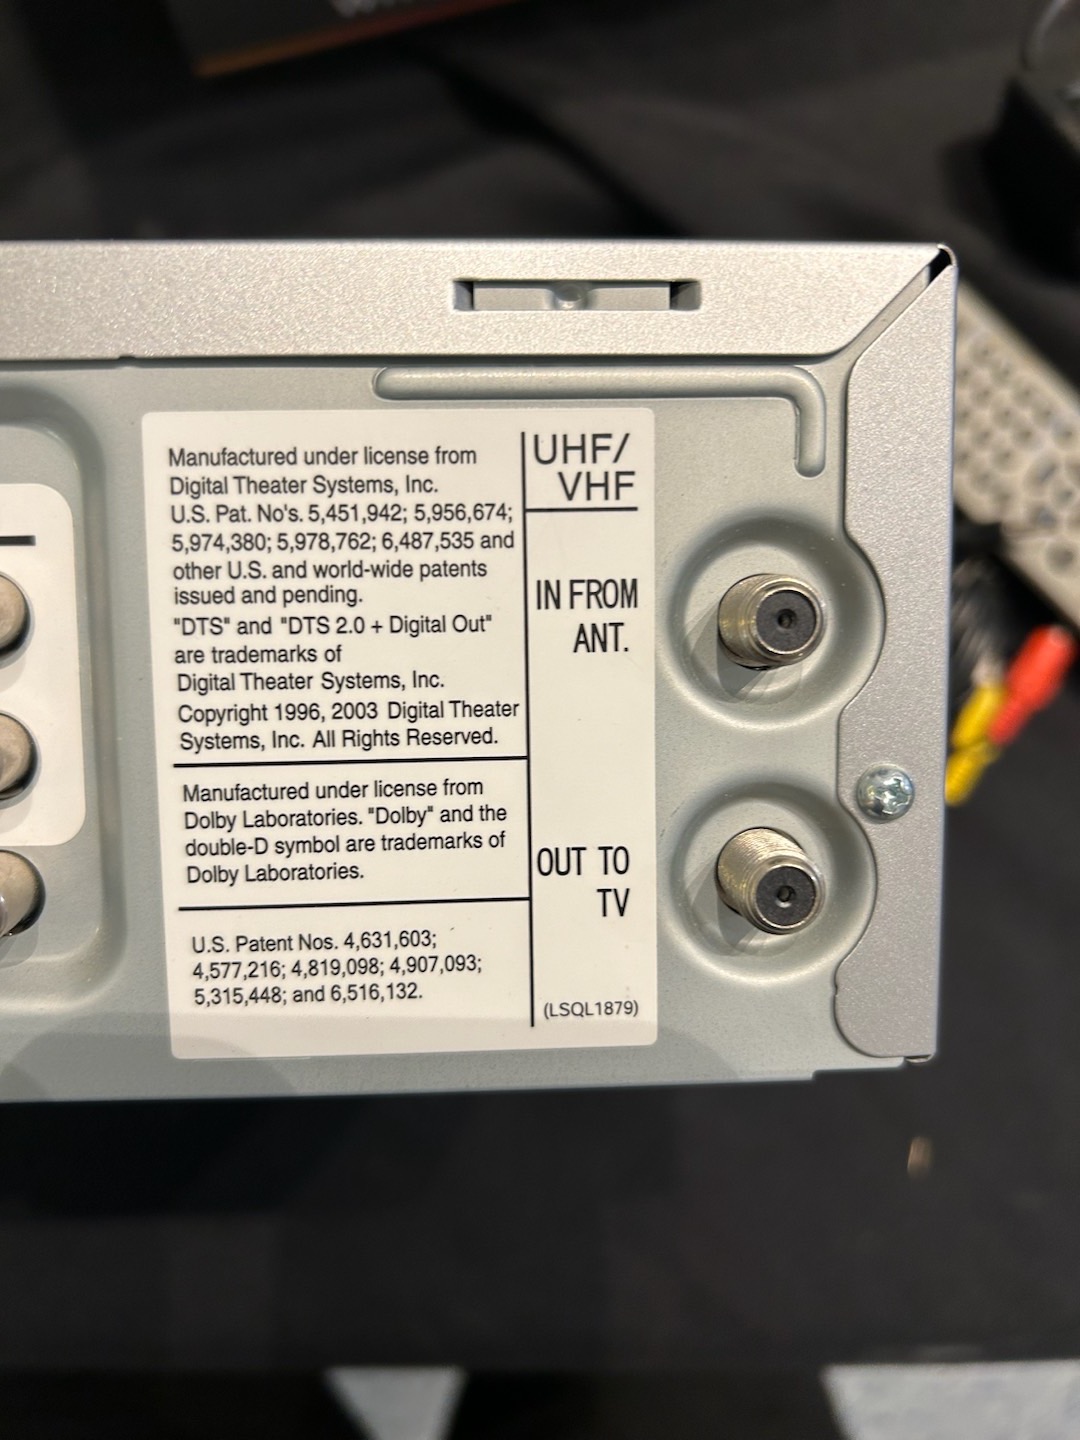 Manufactured under license from
Digital Theater Systems, Inc.
U.S. Pat. No's. 5,451,942; 5,956,674;
5,974,380; 5,978,762; 6,487,535 and
other U.S. and world-wide patents
issued and pending.
"DTS" and "DTS 2.0 + Digital Out"
are trademarks of
Digital Theater Systems, Inc.
Copyright 1996, 2003 Digital Theater
Systems, Inc. All Rights Reserved.
Manufactured under license from
Dolby Laboratories. "Dolby" and the
double-D symbol are trademarks of
Dolby Laboratories.
U.S. Patent Nos. 4,631,603;
4,577,216; 4,819,098; 4,907,093;
5,315,448; and 6,516,132.
UHF/
VHF
IN FROM
ANT.
OUT TO
TV
(LSQL1879)